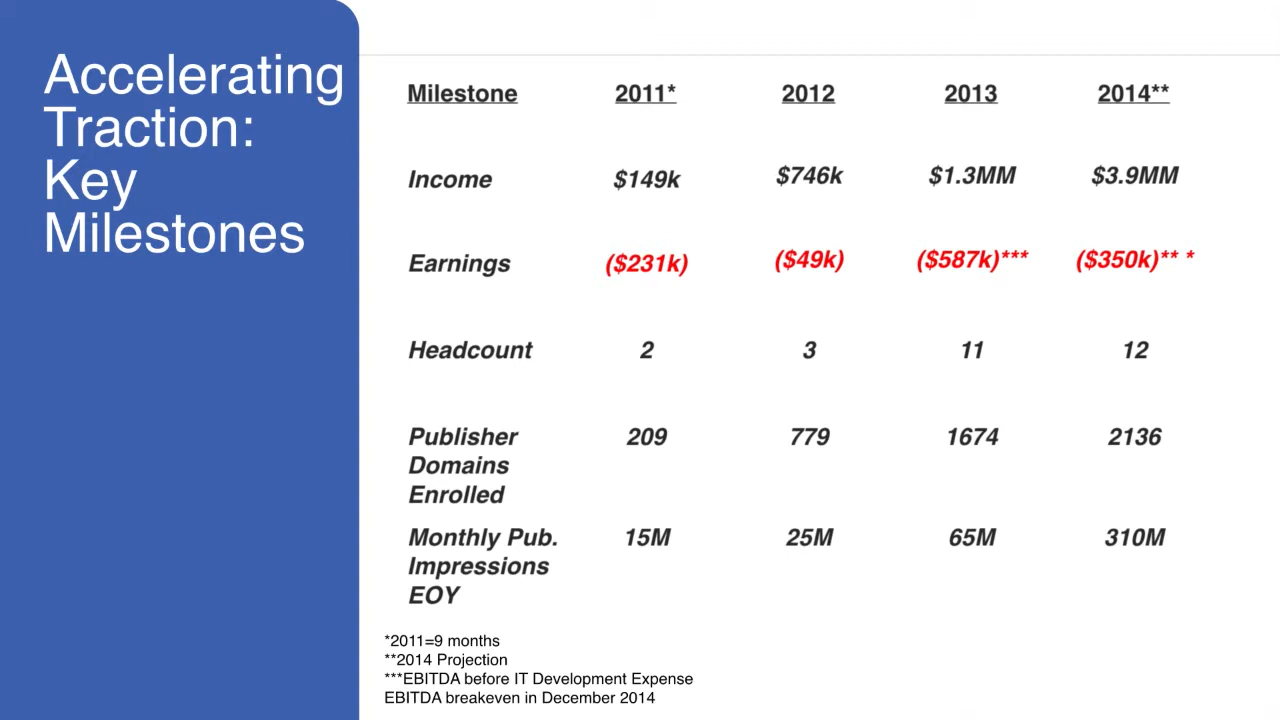 Accelerating
Traction:
Key
Milestones
Milestone 2011* 2012 2013 2014**
Income $149k $746k $1.3MM $3.9MM
Earnings ($231k) ($49k) ($587k)*** ($350k)** *
Headcount 2 3 11 12
Publisher 209 779 1674 2136
Domains
Enrolled
Monthly Pub. 15M 25M 65M 310M
Impressions
EOY
*2011=9 months
**2014 Projection
***EBITDA before IT Development Expense
EBITDA breakeven in December 2014